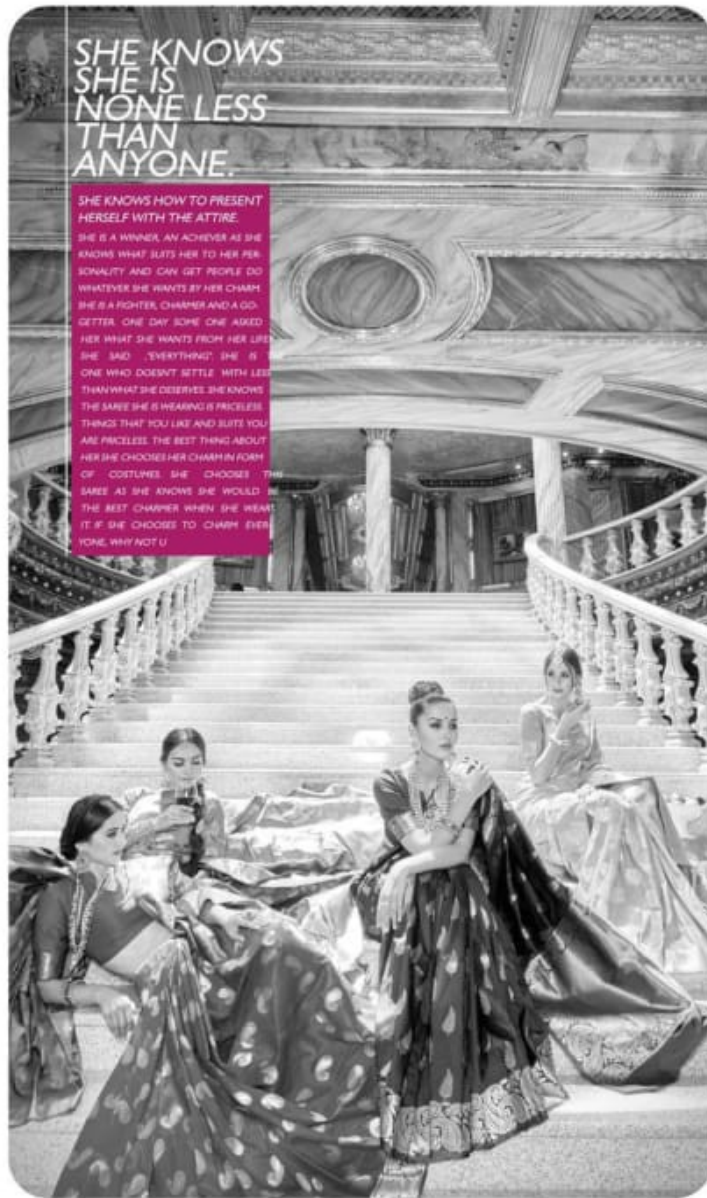 SHE KNOWS
SHE IS
NONE LESS
THAN
ANYONE.
SHE KNOWS HOW TO PRESENT
HERSELF WITH THE ATTIRE.
SHE IS A WINNER, AN ACHIEVER AS SHE
KNOWS WHAT SUITS HER TO HER PER-
SONALITY AND CAN GET PEOPLE DO
WHATEVER SHE WANTS BY HER CHARM
SHE IS A FIGHTER, CHARMER AND A GO-
GETTER. ONE DAY SOME ONE ASKED
HER WHAT SHE WANTS FROM HER LIFE
SHE SAID ."EVERYTHING". SHE IS
ONE WHO DOESN'T SETTLE WITH LESS
THAN WHAT SHE DESERVES. SHE KNOWS
THE SAREE SHE IS WEARING IS PRICELESS.
THINGS THAT YOU LIKE AND SUITS YOU
ARE PRICELESS. THE BEST THING ABOUT
HER SHE CHOOSES HER CHARM IN FORM
OF COSTUMES. SHE CHOOSES THIS
SAREE AS SHE KNOWS SHE WOULD BE
THE BEST CHARMER WHEN SHE WEARS
IT. IF SHE CHOOSES TO CHARM EVERY-
YONE, WHY NOT U